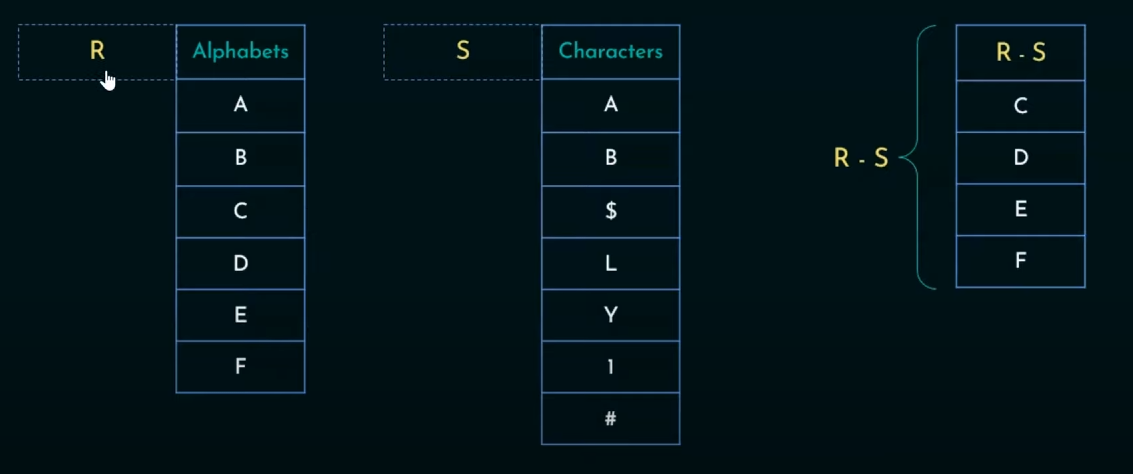 R Alphabets S Characters R - S
A A C
B B D
R - S
C $ E
D L F
E Y
F 1
#